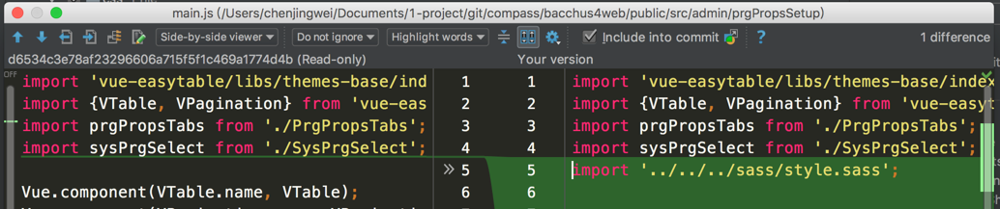 main.js (/Users/chenjingwei/Documents/1-project/git/compass/bacchus4web/public/src/admin/prgPropsSetup)
Side-by-side viewer Do not ignore Highlight words Include into commit ? 1 difference
d6534c3e78af23296606a715f5f1c469a1774d4b (Read-only) Your version
OFF
import 'vue-easytable/libs/themes-base/ind 1 1 import 'vue-easytable/libs/themes-base/index
import {VTable, VPagination} from 'vue-eas 2 2 import {VTable, VPagination} from 'vue-eayt
import prgPropsTabs from './PrgPropsTabs'; 3 3 import prgPropsTabs from './PrgPropsTabs';
import sysPrgSelect from './SysPrgSelect'; 4 4 import sysPrgSelect from './SysPrgSelect';
» 5 5 import '../../../sass/style.sass';
Vue.component(VTable.name, VTable); 6 6